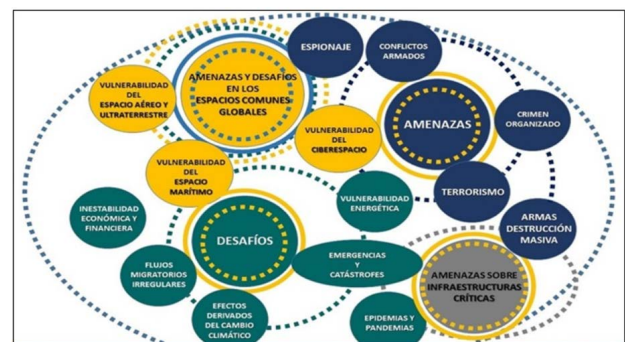 ESPIONAJE
CONFLICTOS
ARMADOS
AMENAZAS Y DESAFÍOS
EN LOS
ESPACIOS COMUNES
GLOBALES
VULNERABILIDAD
DEL
ESPACIO AÉREO Y
ULTRATERRESTRE
AMENAZAS
CRIMEN
ORGANIZADO
VULNERABILIDAD
DEL
CIBERESPACIO
VULNERABILIDAD
DEL
ESPACIO
MARÍTIMO
TERRORISMO
VULNERABILIDAD
ENERGÉTICA
INESTABILIDAD
ECONÓMICA Y
FINANCIERA
ARMAS
DESTRUCCIÓN
MASIVA
DESAFÍOS
EMERGENCIAS
Y
CATÁSTROFES
FLUJOS
MIGRATORIOS
IRREGULARES
AMENAZAS SOBRE
INFRAESTRUCTURAS
CRÍTICAS
EFECTOS
DERIVADOS
DEL CAMBIO
CLIMÁTICO
EPIDEMIAS Y
PANDEMIAS